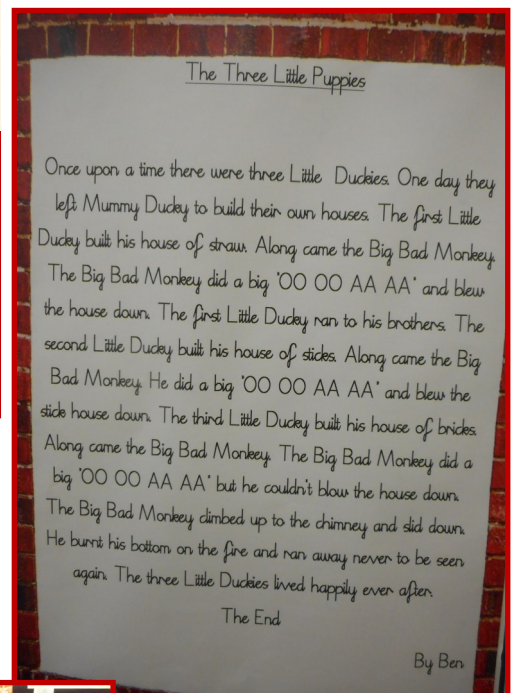 The Three Little Puppies
Once upon a time there were three Little Duckies. One day they
left Mummy Ducky to build their own houses. The first Little
Ducky built his house of straw. Along came the Big Bad Monkey.
The Big Bad Monkey did a big 'OO OO AA AA' and blew
the house down. The first Little Ducky ran to his brothers. The
second Little Ducky built his house of sticks. Along came the Big
Bad Monkey. He did a big 'OO OO AA AA' and blew the
stick house down. The third Little Ducky built his house of bricks.
Along came the Big Bad Monkey. The Big Bad Monkey did a
big 'OO OO AA AA' but he couldn't blow the house down.
The Big Bad Monkey climbed up to the chimney and slid down.
He burnt his bottom on the fire and ran away never to be seen
again. The three Little Duckies lived happily ever after.
The End
By Ben